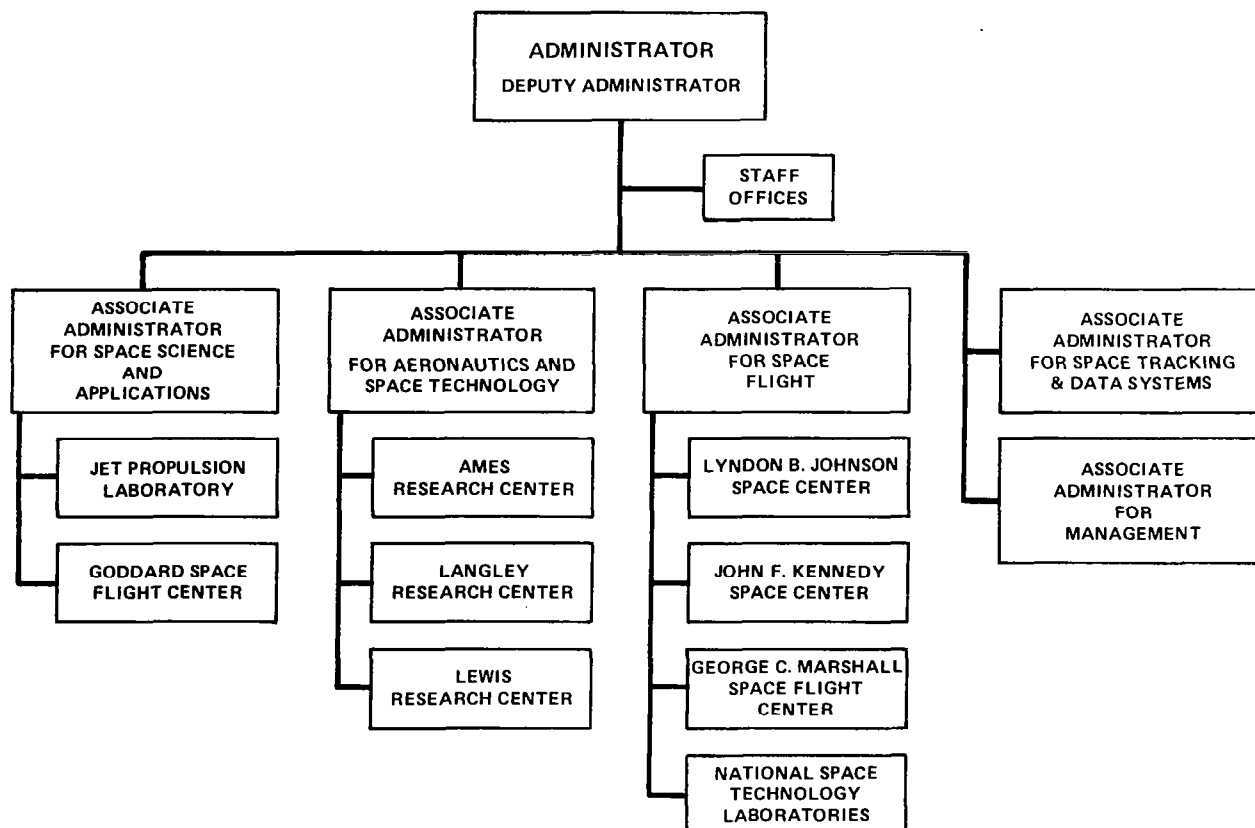 ADMINISTRATOR
DEPUTY ADMINISTRATOR
STAFF
OFFICES
ASSOCIATE
ADMINISTRATOR
FOR SPACE SCIENCE
AND
APPLICATIONS
JET PROPULSION
LABORATORY
GODDARD SPACE
FLIGHT CENTER
ASSOCIATE
ADMINISTRATOR
FOR AERONAUTICS AND
SPACE TECHNOLOGY
AMES
RESEARCH CENTER
LANGLEY
RESEARCH CENTER
LEWIS
RESEARCH CENTER
ASSOCIATE
ADMINISTRATOR
FOR SPACE
FLIGHT
LYNDON B. JOHNSON
SPACE CENTER
JOHN F. KENNEDY
SPACE CENTER
GEORGE C. MARSHALL
SPACE FLIGHT
CENTER
NATIONAL SPACE
TECHNOLOGY
LABORATORIES
ASSOCIATE
ADMINISTRATOR
FOR SPACE TRACKING
& DATA SYSTEMS
ASSOCIATE
ADMINISTRATOR
FOR
MANAGEMENT